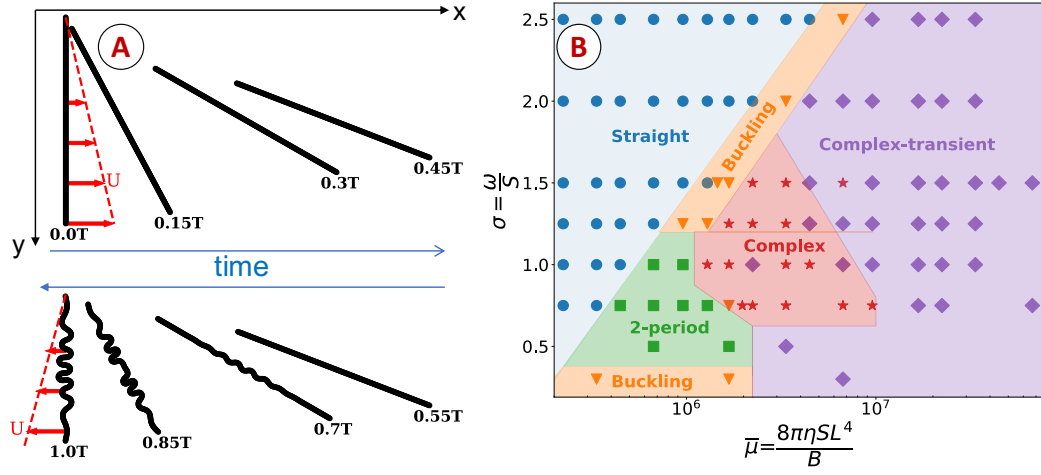 A
x
y
U
0.0T
0.15T
0.3T
0.45T
time
U
1.0T
0.85T
0.7T
0.55T
B
2.5
2.0
1.5
1.0
0.5
σ = ω/S
Straight
Buckling
Complex-transient
Complex
2-period
Buckling
10^6
10^7
μ̅ = 8πηSL^4/B